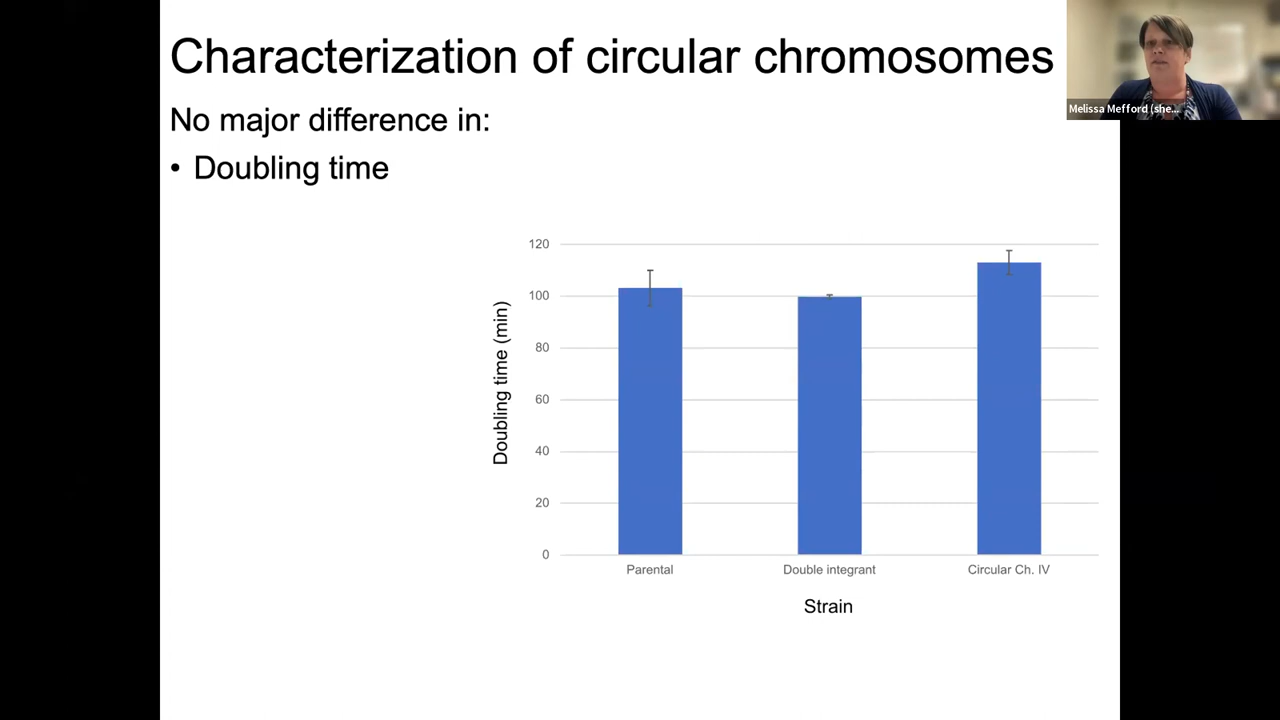 Characterization of circular chromosomes
Melissa Mefford (she...
No major difference in:
• Doubling time
120
100
80
60
40
20
0
Doubling time (min)
Parental
Double integrant
Circular Ch. IV
Strain